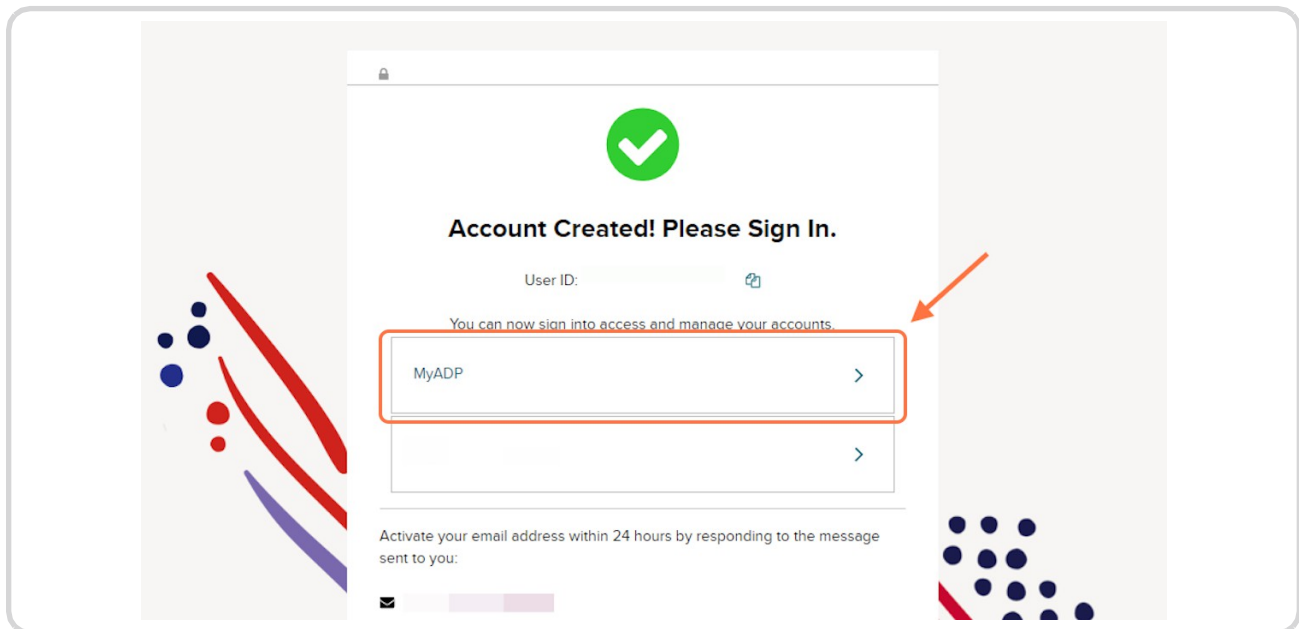 Account Created! Please Sign In.
User ID:
You can now sign into access and manage your accounts.
MyADP
Activate your email address within 24 hours by responding to the message
sent to you: